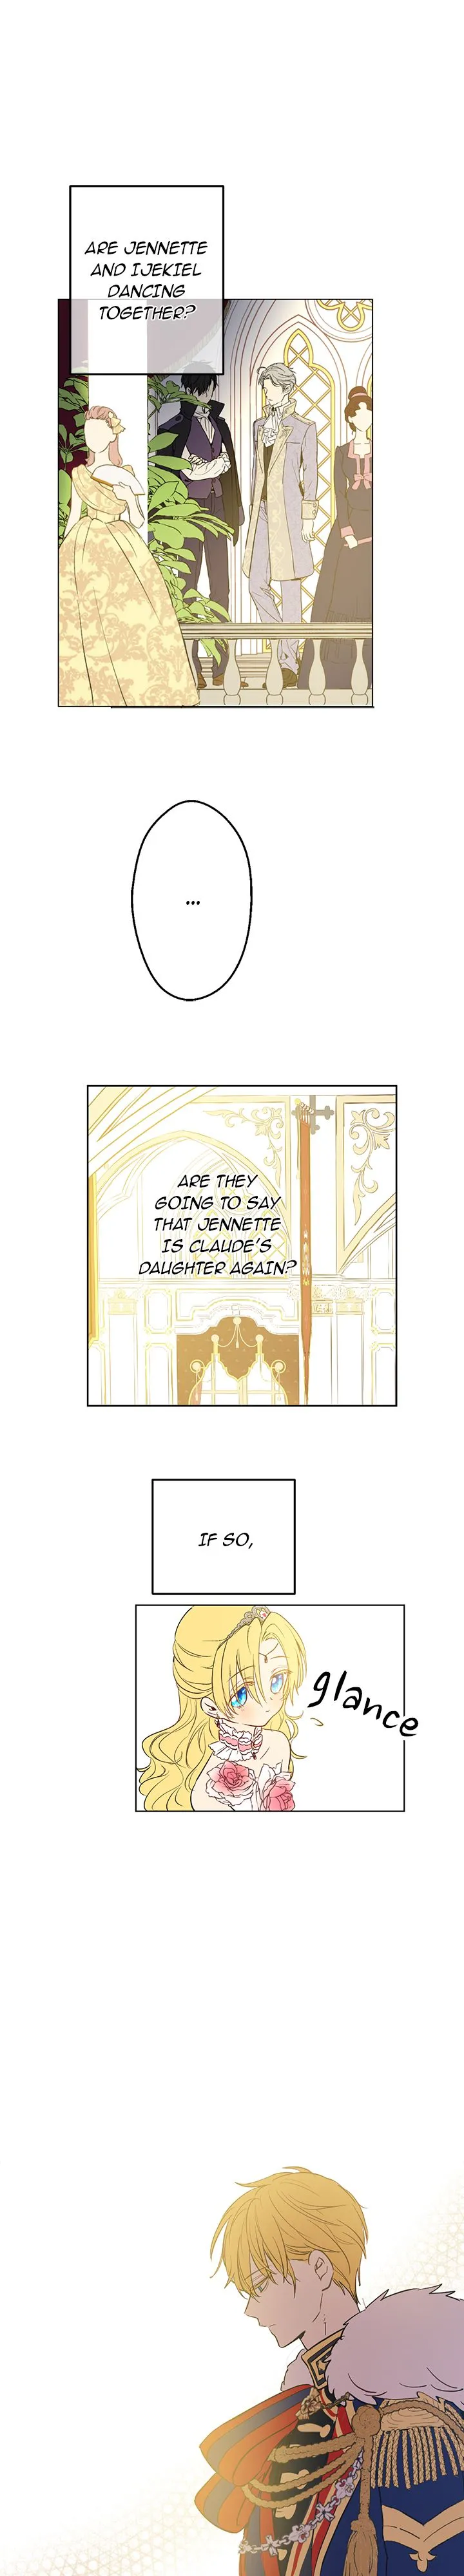 ARE JENNETTE
AND IJEKIEL
DANCING
TOGETHER?
...
ARE THEY
GOING TO SAY
THAT JENNETTE
IS CLAUDE'S
DAUGHTER AGAIN?
IF SO,
glance